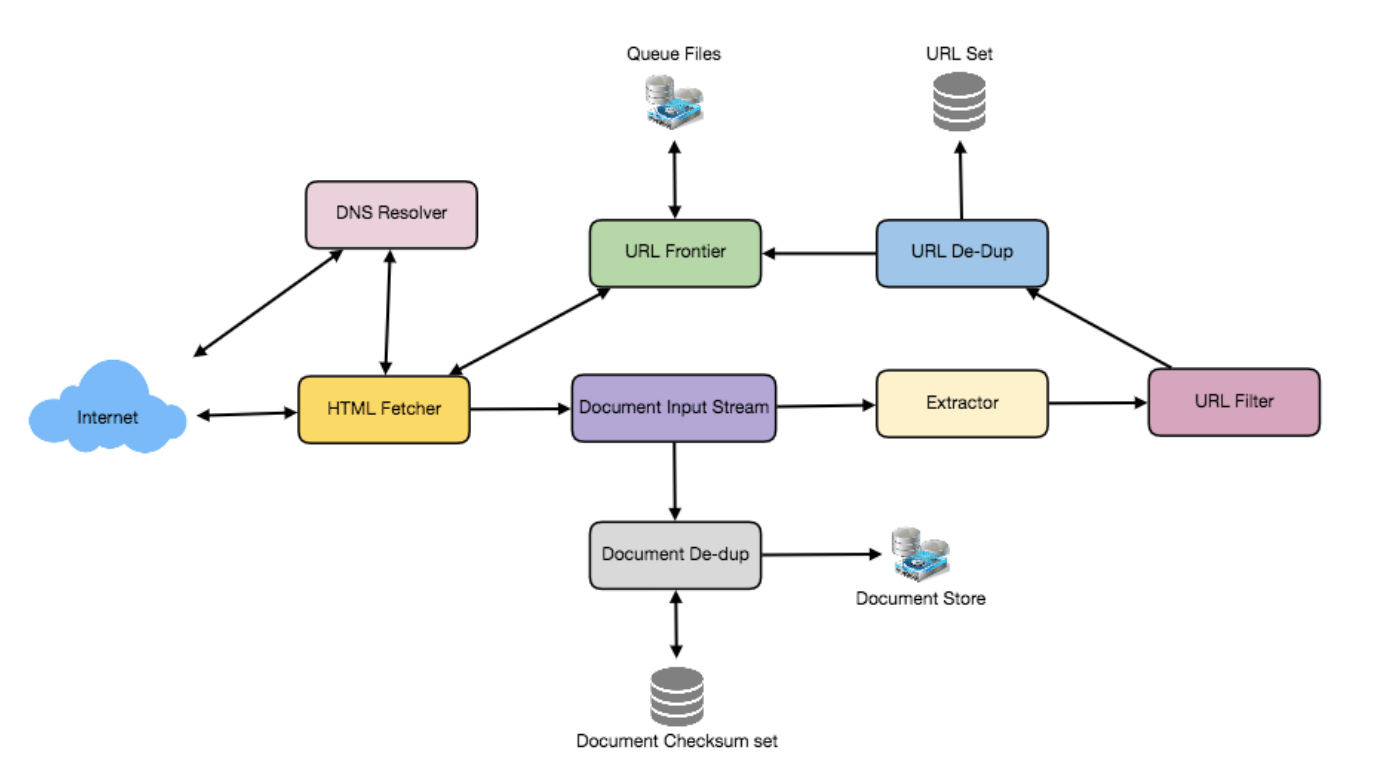 Queue Files
URL Set
DNS Resolver
URL Frontier
URL De-Dup
Internet
HTML Fetcher
Document Input Stream
Extractor
URL Filter
Document De-dup
Document Store
Document Checksum set